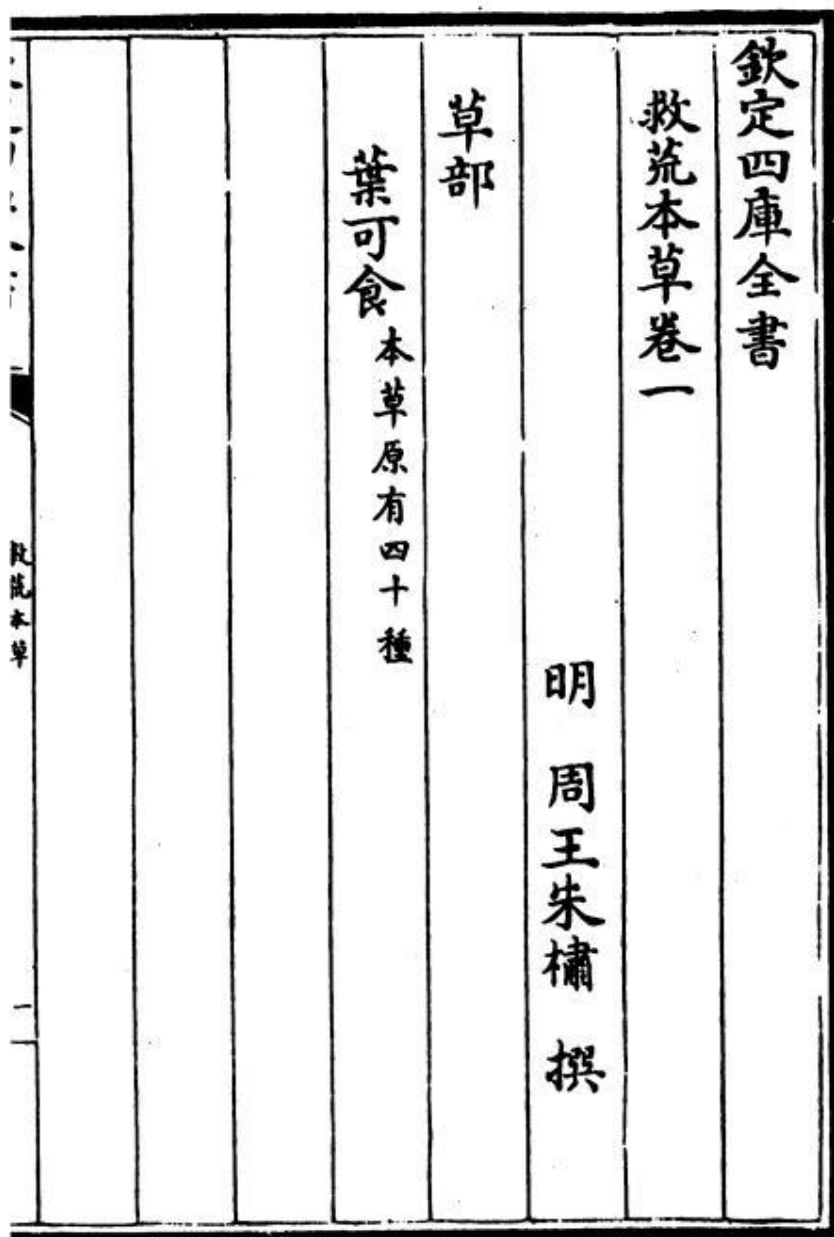 欽定四庫全書
救荒本草卷一
明 周王朱橚 撰
草部
葉可食本草原有四十種
救荒本草
一